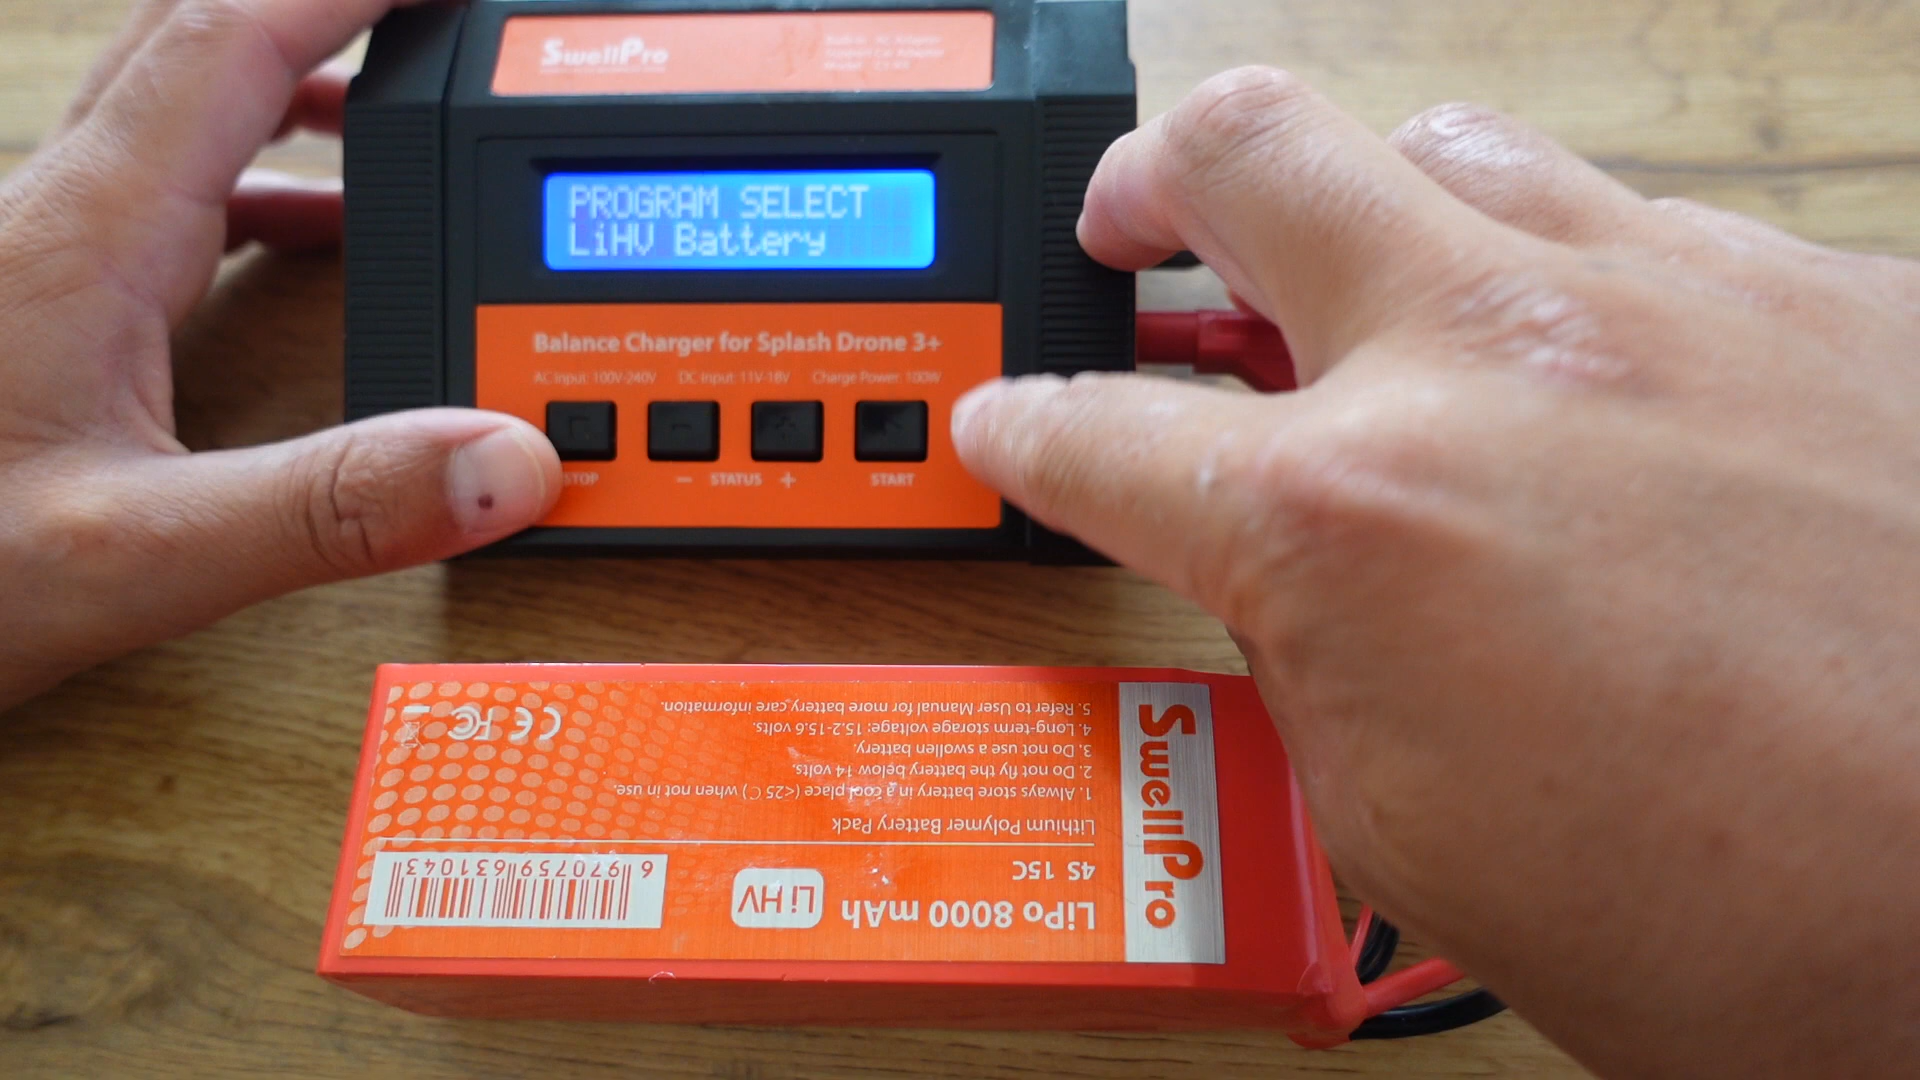 SwellPro
PROGRAM SELECT
LiHV Battery
Balance Charger for Splash Drone 3+
AC Input: 100V-240V DC Input: 11V-18V Charge Power: 100W
STOP - STATUS + START
SwellPro
LiPo 8000 mAh LiHV
4S 15C
Lithium Polymer Battery Pack
1. Always store battery in a cool place (<25℃) when not in use.
2. Do not fly the battery below 14 volts.
3. Do not use a swollen battery.
4. Long-term storage voltage: 15.2-15.6 volts.
5. Refer to User Manual for more battery care information.
6 970759 631043
CE FC